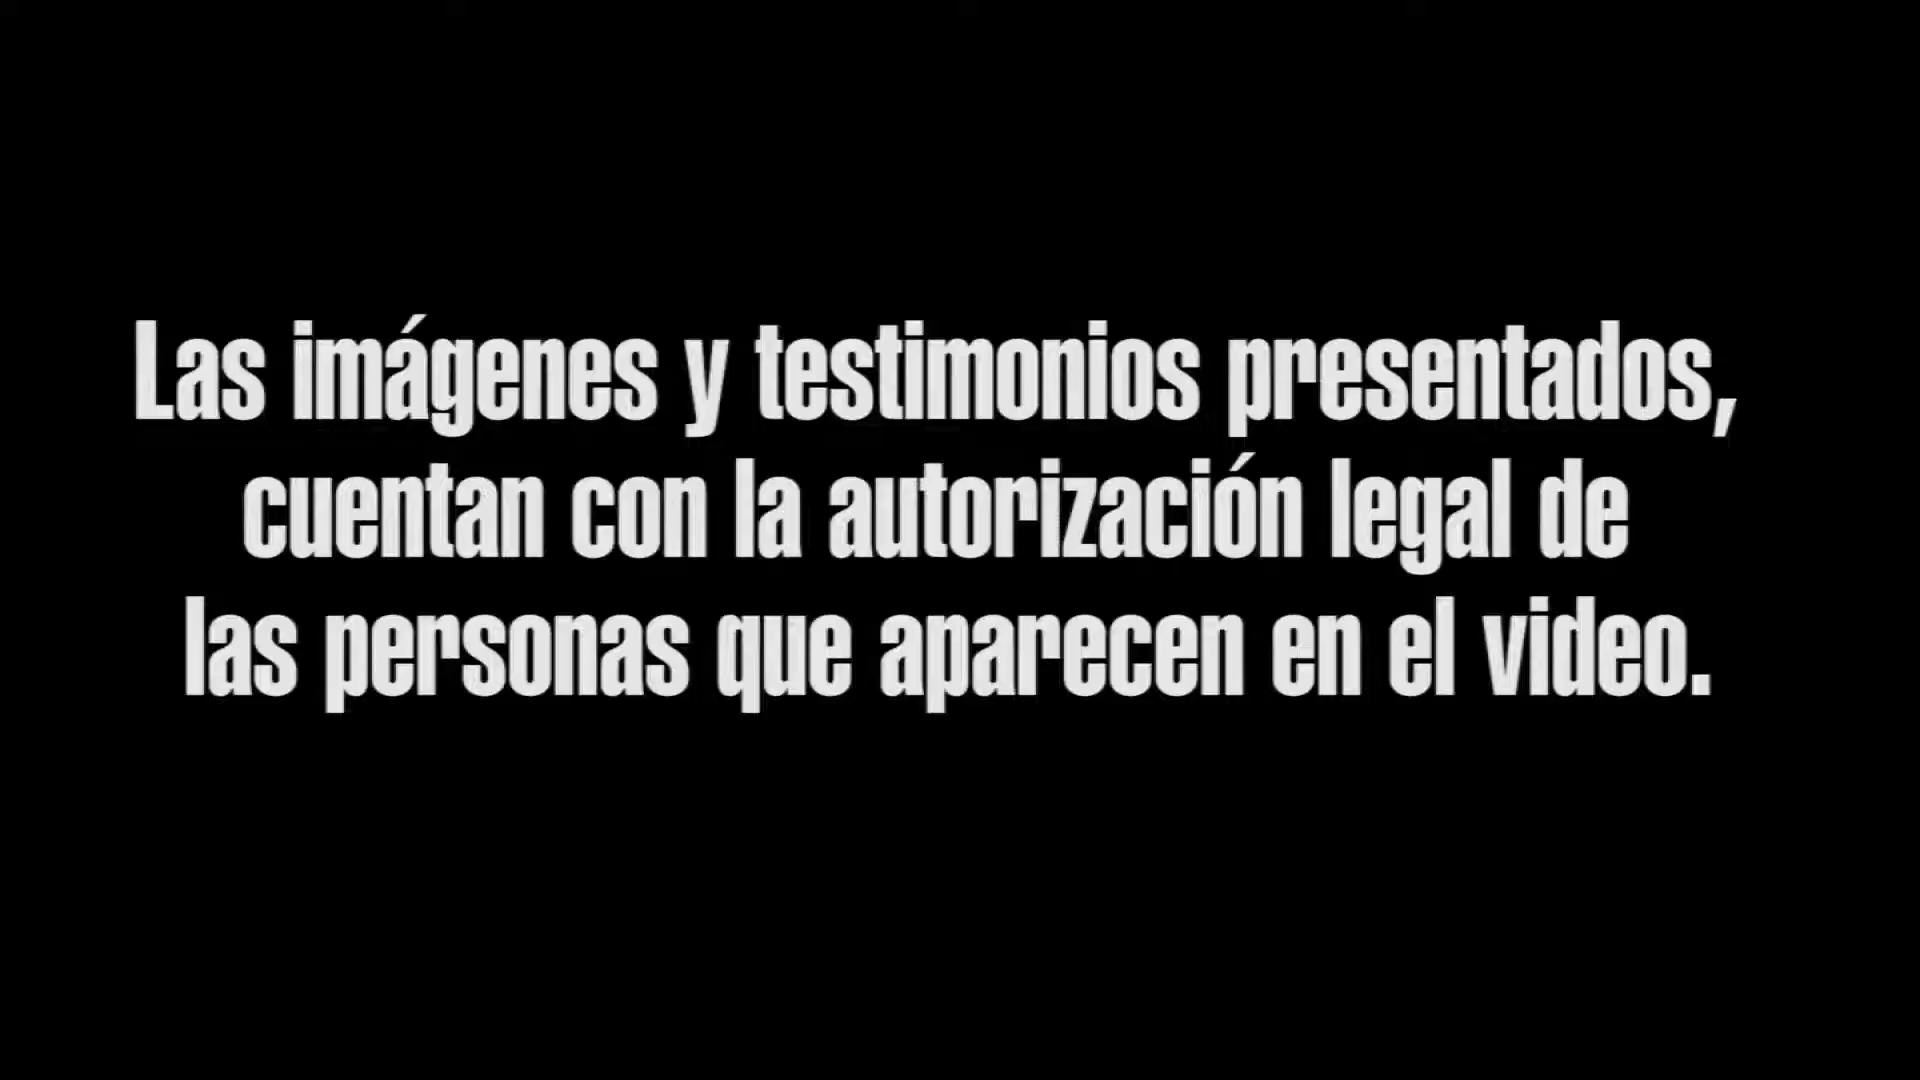 Las imágenes y testimonios presentados,
cuentan con la autorización legal de
las personas que aparecen en el video.